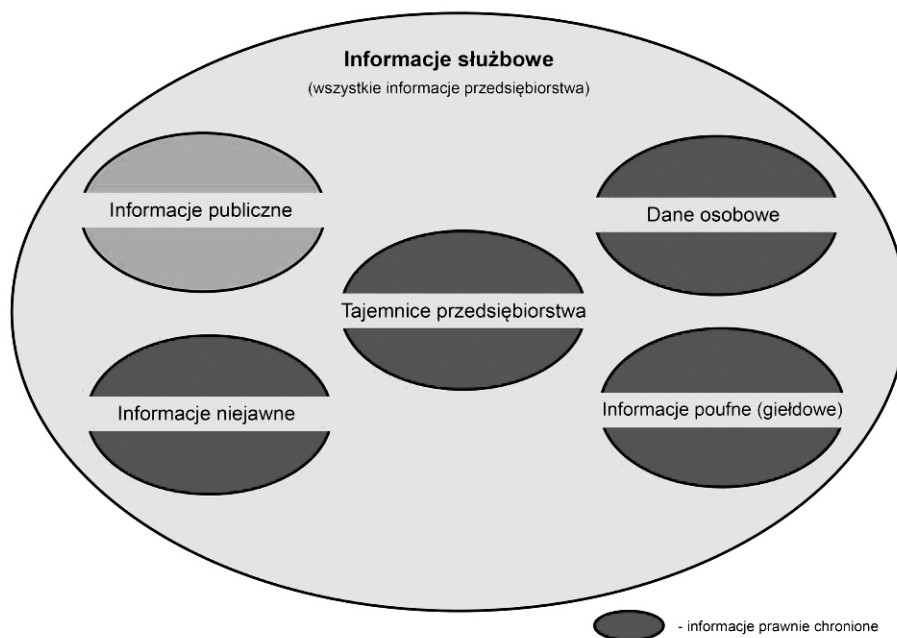 Informacje służbowe
(wszystkie informacje przedsiębiorstwa)
Informacje publiczne
Dane osobowe
Tajemnice przedsiębiorstwa
Informacje niejawne
Informacje poufne (giełdowe)
- informacje prawnie chronione